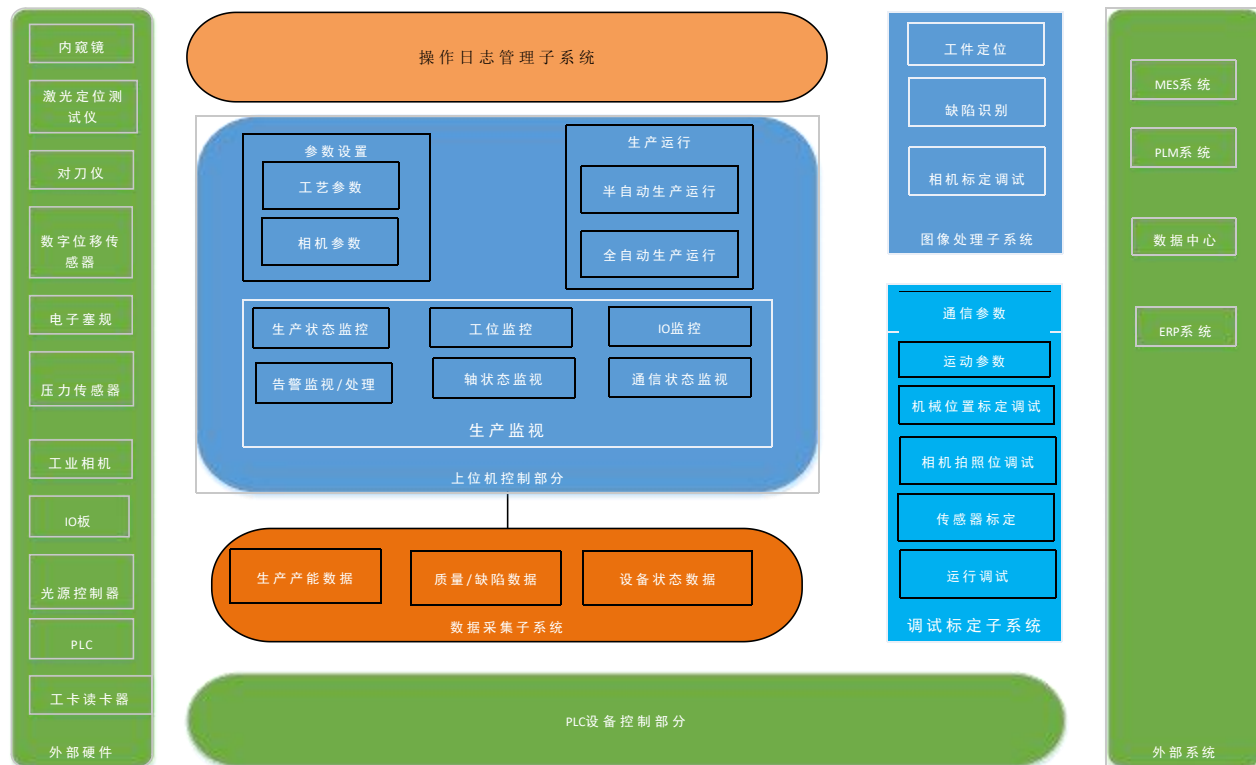 内窥镜
激光定位测
试仪
对刀仪
数字位移传
感器
电子塞规
压力传感器
工业相机
IO板
光源控制器
PLC
工卡读卡器
外部硬件
操作日志管理子系统
参数设置
工艺参数
相机参数
生产运行
半自动生产运行
全自动生产运行
生产状态监控
工位监控
IO监控
告警监视/处理
轴状态监视
通信状态监视
生产监视
上位机控制部分
生产产能数据
质量/缺陷数据
设备状态数据
数据采集子系统
PLC设备控制部分
工件定位
缺陷识别
相机标定调试
图像处理子系统
通信参数
运动参数
机械位置标定调试
相机拍照位调试
传感器标定
运行调试
调试标定子系统
MES系统
PLM系统
数据中心
ERP系统
外部系统